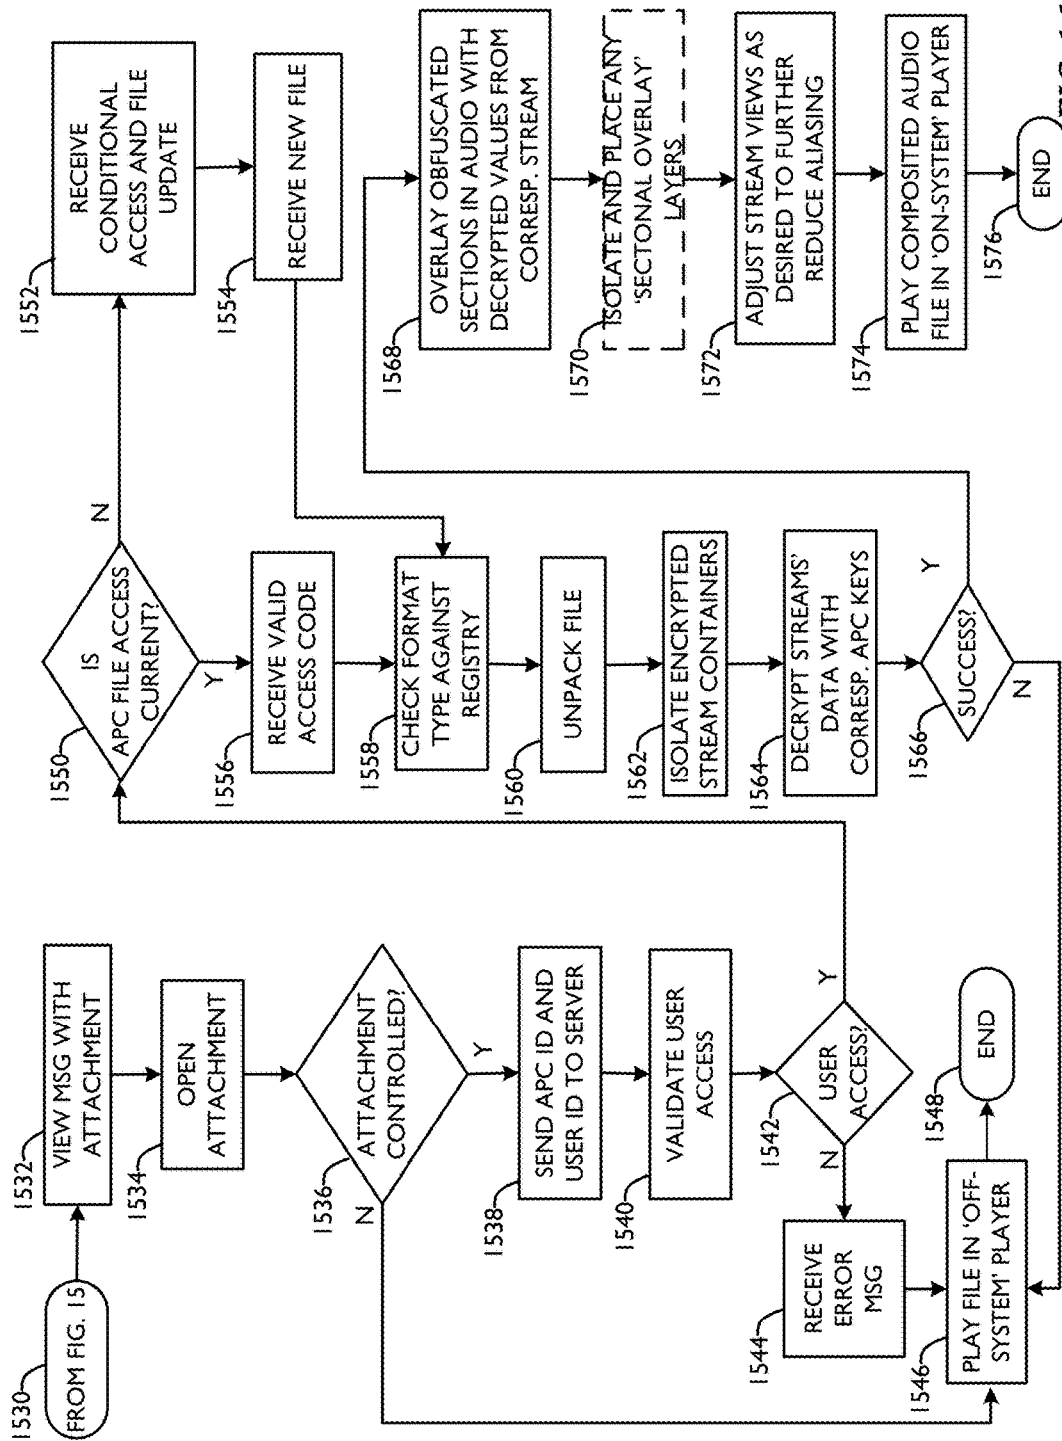 1530
FROM FIG. 15
1532
VIEW MSG WITH
ATTACHMENT
1534
OPEN
ATTACHMENT
1536
ATTACHMENT
CONTROLLED?
N
Y
1538
SEND APC ID AND
USER ID TO SERVER
1540
VALIDATE USER
ACCESS
1542
USER
ACCESS?
N
Y
1544
RECEIVE
ERROR
MSG
1546
PLAY FILE IN 'OFF-
SYSTEM' PLAYER
1548
END
1550
IS
APC FILE ACCESS
CURRENT?
N
Y
1552
RECEIVE
CONDITIONAL
ACCESS AND FILE
UPDATE
1554
RECEIVE NEW FILE
1556
RECEIVE VALID
ACCESS CODE
1558
CHECK FORMAT
TYPE AGAINST
REGISTRY
1560
UNPACK FILE
1562
ISOLATE ENCRYPTED
STREAM CONTAINERS
1564
DECRYPT STREAMS'
DATA WITH
CORRESP. APC KEYS
1566
SUCCESS?
Y
N
1568
OVERLAY OBFUSCATED
SECTIONS IN AUDIO WITH
DECRYPTED VALUES FROM
CORRESP. STREAM
1570
ISOLATE AND PLACE ANY
'SECTONAL OVERLAY'
LAYERS
1572
ADJUST STREAM VIEWS AS
DESIRED TO FURTHER
REDUCE ALIASING
1574
PLAY COMPOSITED AUDIO
FILE IN 'ON-SYSTEM' PLAYER
1576
END